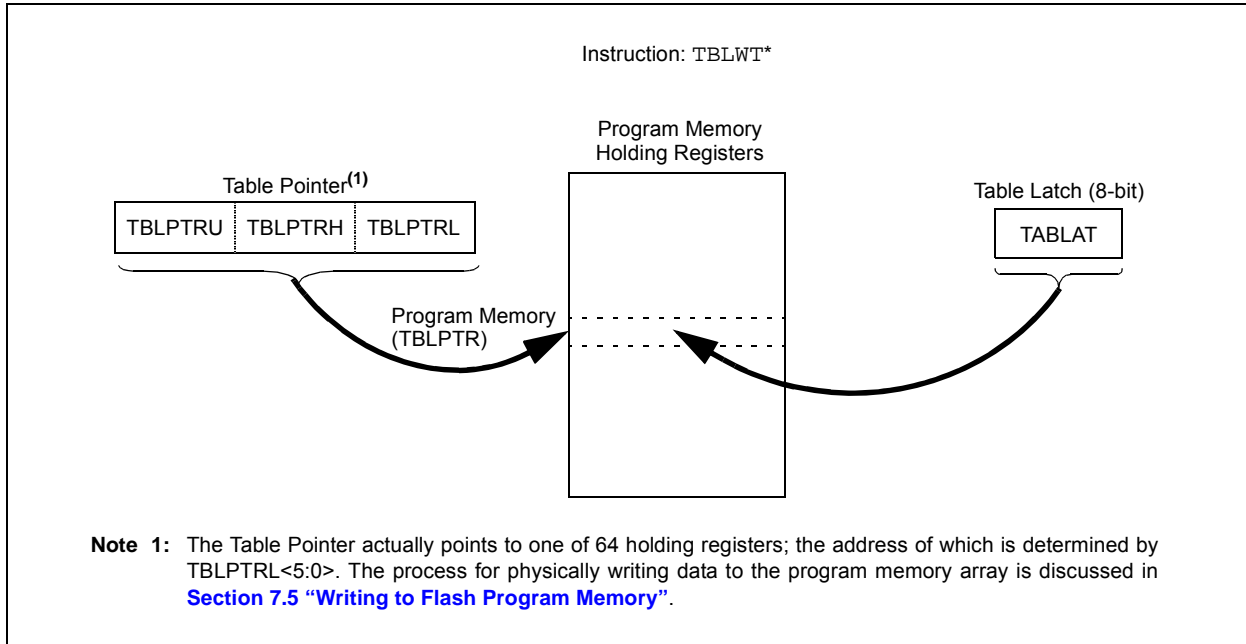 Instruction: TBLWT*
Program Memory
Holding Registers
Table Pointer(1)
Table Latch (8-bit)
TBLPTRU TBLPTRH TBLPTRL
TABLAT
Program Memory
(TBLPTR)
Note 1: The Table Pointer actually points to one of 64 holding registers; the address of which is determined by
TBLPTRL<5:0>. The process for physically writing data to the program memory array is discussed in
Section 7.5 “Writing to Flash Program Memory”.